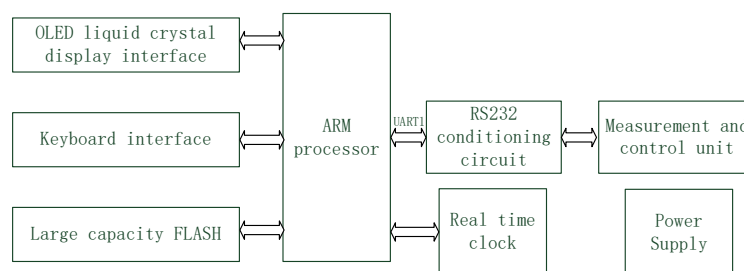 OLED liquid crystal
display interface
Keyboard interface
Large capacity FLASH
ARM
processor
UART1
RS232
conditioning
circuit
Measurement and
control unit
Real time
clock
Power
Supply